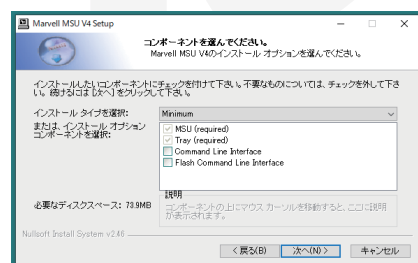 Marvell MSU V4 Setup
コンポーネントを選んでください。
Marvell MSU V4のインストール オプションを選んでください。
インストールしたいコンポーネントにチェックを付けて下さい。不要なものについては、チェックを外して下さ
い。続けるには [次へ] をクリックして下さい。
インストール タイプを選択:
Minimum
または、インストール オプション
コンポーネントを選択:
MSU (required)
Tray (required)
Command Line Interface
Flash Command Line Interface
必要なディスクスペース: 73.9MB
説明
コンポーネントの上にマウス カーソルを移動すると、ここに説明
が表示されます。
Nullsoft Install System v2.46
< 戻る(B)
次へ(N) >
キャンセル